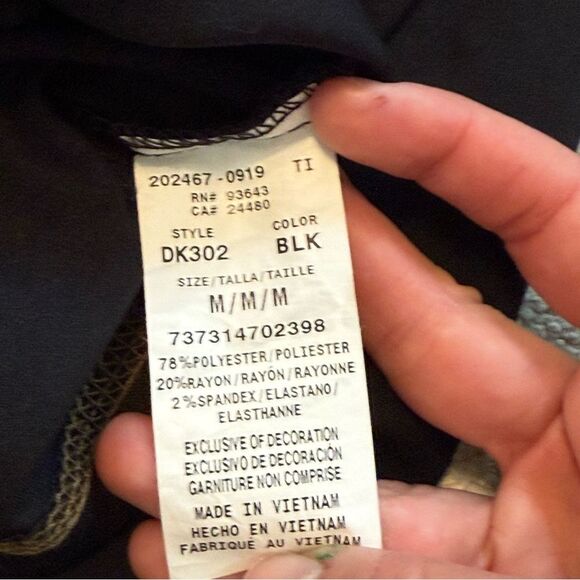 202467-0919 TI
RN# 93643
CA# 24480
STYLE COLOR
DK302 BLK
SIZE/TALLA/TAILLE
M/M/M
737314702398
78%POLYESTER/POLIESTER
20%RAYON/RAYÓN/RAYONNE
2%SPANDEX/ELASTANO/
ELASTHANNE
EXCLUSIVE OF DECORATION
EXCLUSIVO DE DECORACIÓN
GARNITURE NON COMPRISE
MADE IN VIETNAM
HECHO EN VIETNAM
FABRIQUÉ AU VIETNAM